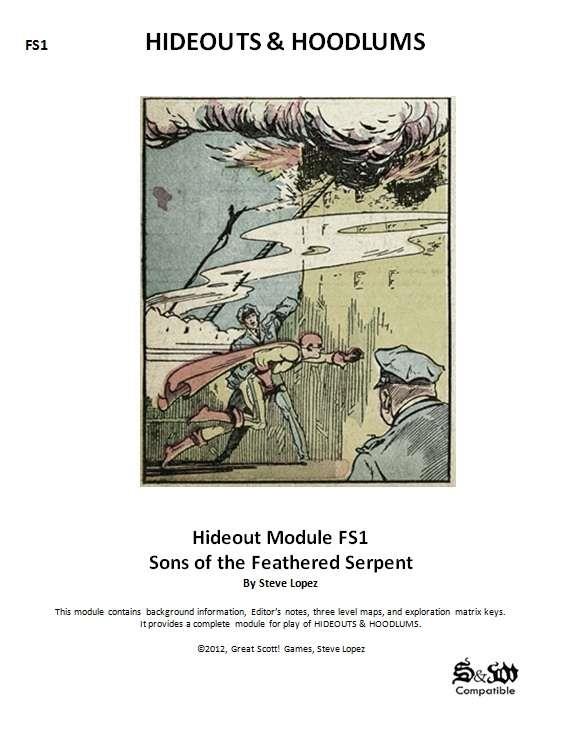 FS1
HIDEOUTS & HOODLUMS
Hideout Module FS1
Sons of the Feathered Serpent
By Steve Lopez
This module contains background information, Editor's notes, three level maps, and exploration matrix keys.
It provides a complete module for play of HIDEOUTS & HOODLUMS.
©2012, Great Scott! Games, Steve Lopez
S&W
Compatible